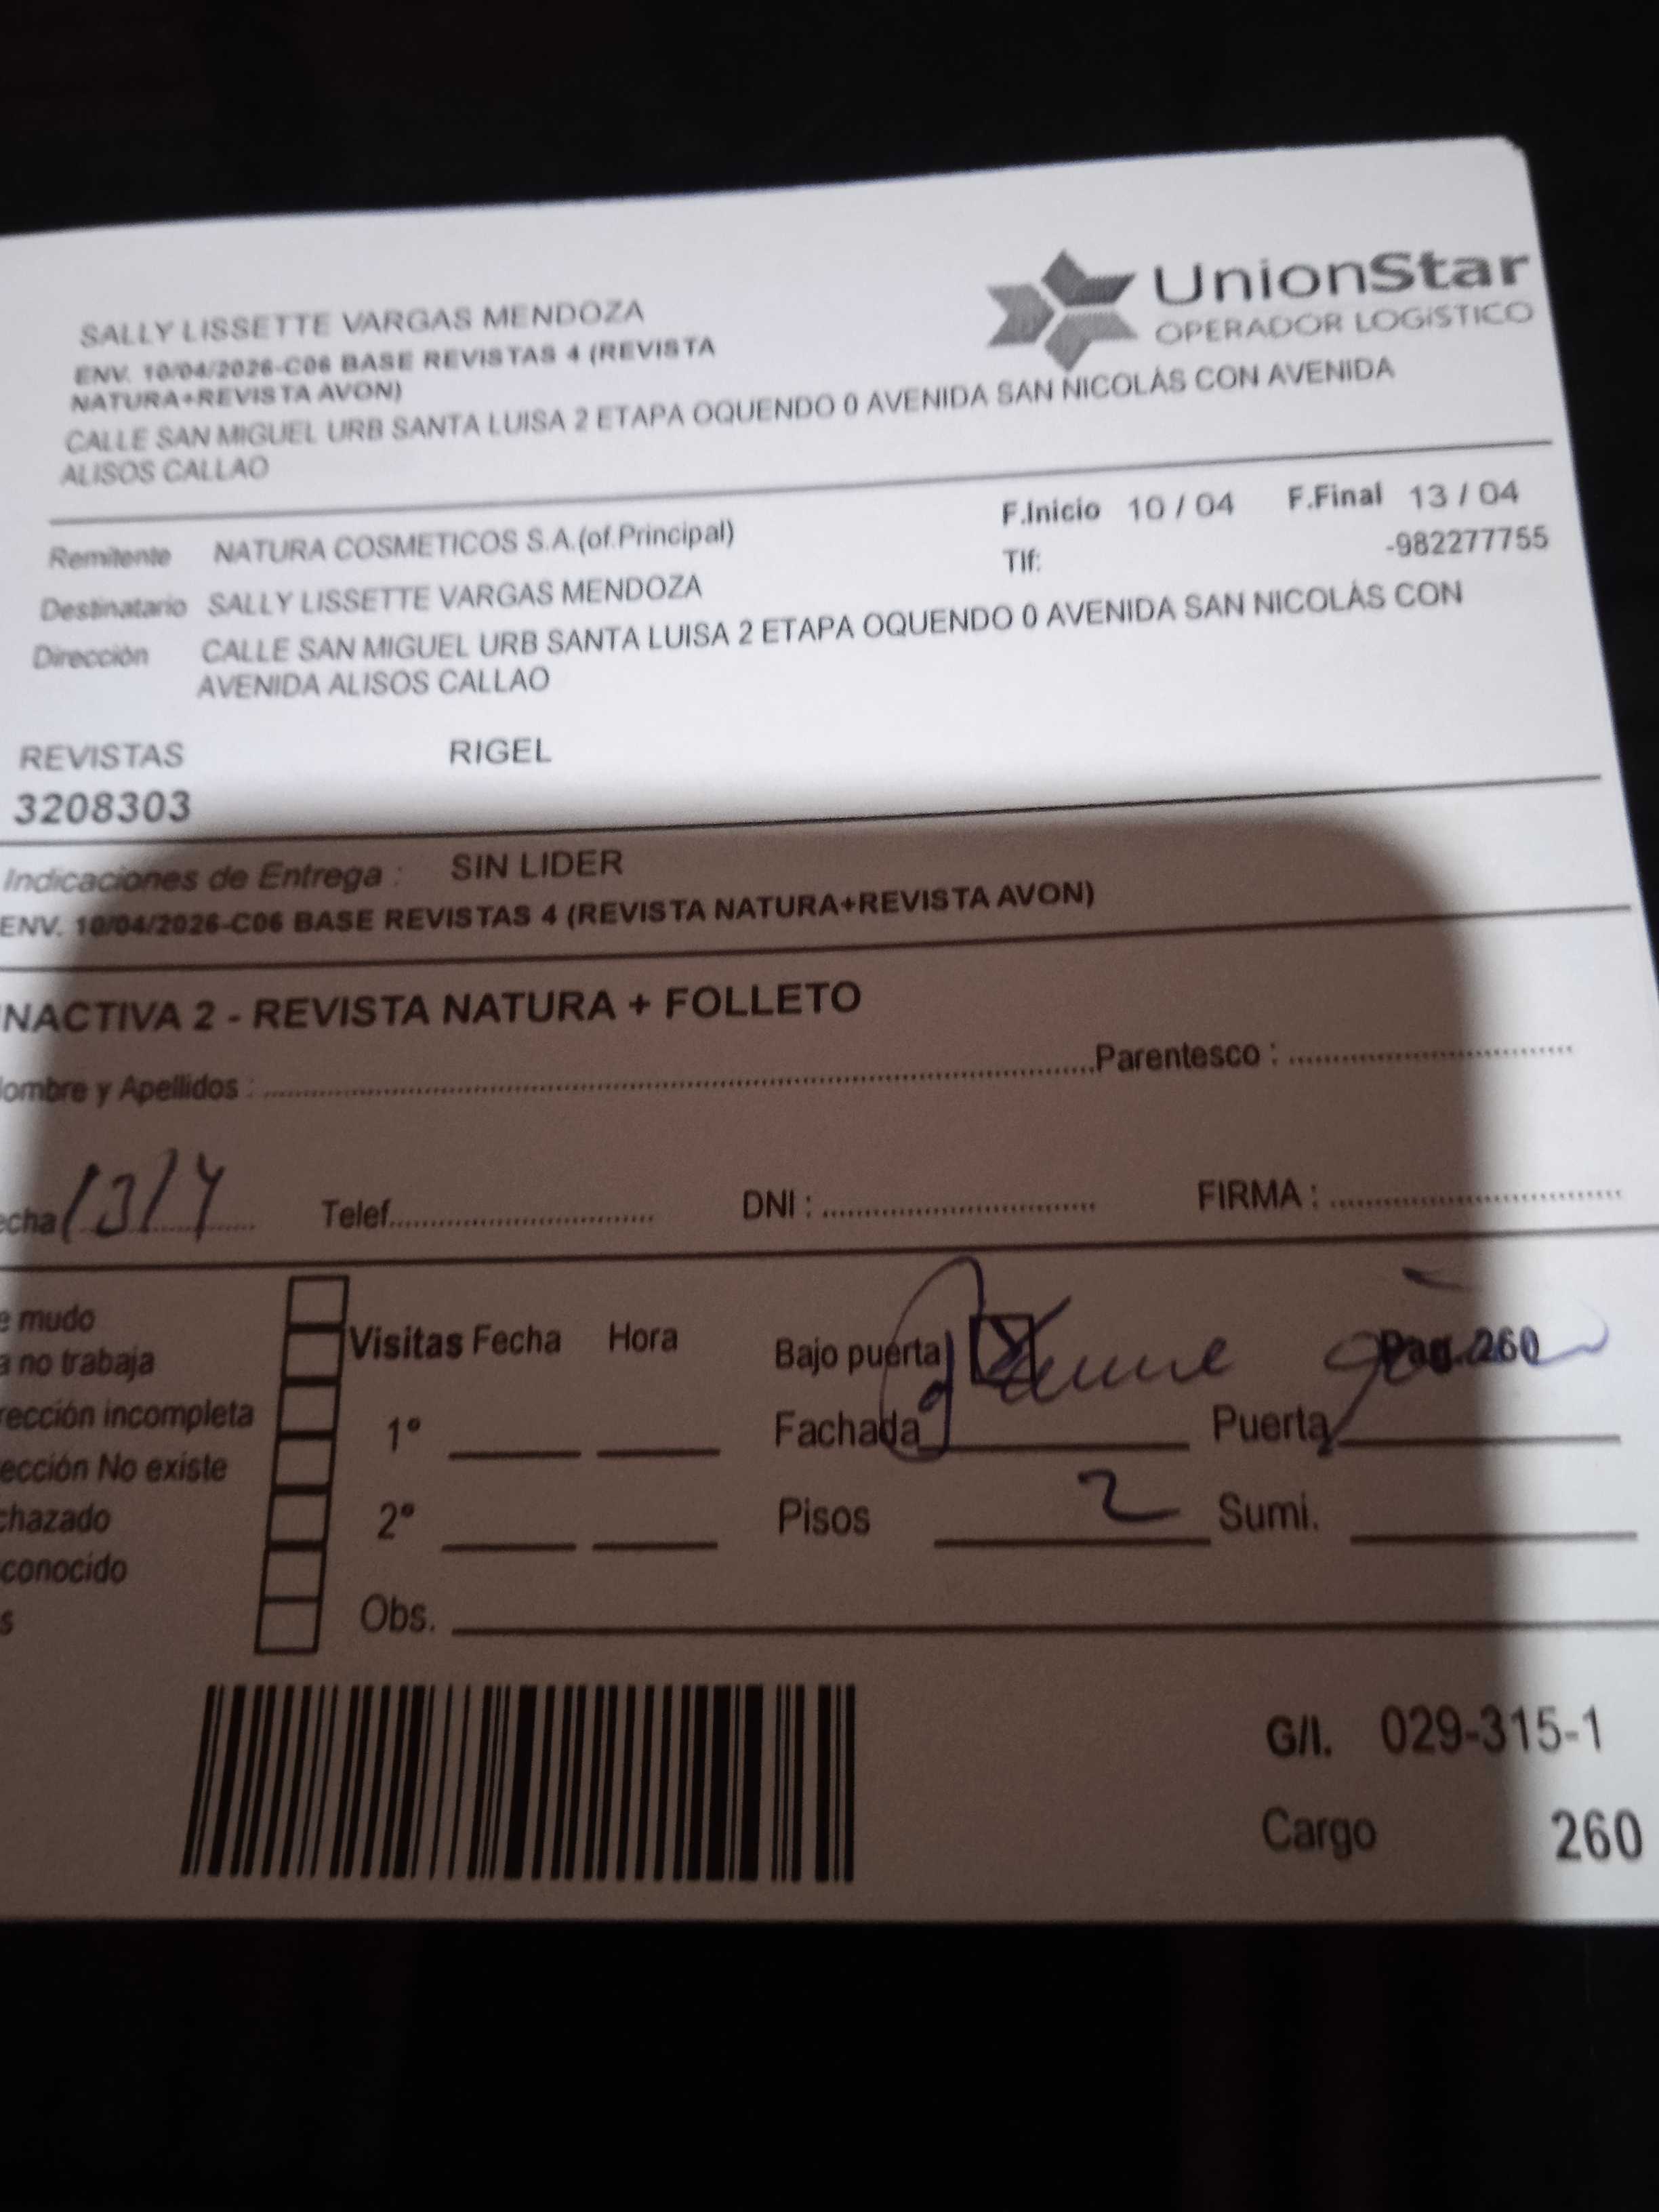 UnionStar
OPERADOR LOGÍSTICO
SALLY LISSETTE VARGAS MENDOZA
ENV. 10/04/2026-C06 BASE REVISTAS 4 (REVISTA
NATURA+REVISTA AVON)
CALLE SAN MIGUEL URB SANTA LUISA 2 ETAPA OQUENDO 0 AVENIDA SAN NICOLÁS CON AVENIDA
ALISOS CALLAO
F.Inicio 10 / 04 F.Final 13 / 04
Remitente NATURA COSMETICOS S.A.(of.Principal)
Tlf: -982277755
Destinatario SALLY LISSETTE VARGAS MENDOZA
Dirección CALLE SAN MIGUEL URB SANTA LUISA 2 ETAPA OQUENDO 0 AVENIDA SAN NICOLÁS CON
AVENIDA ALISOS CALLAO
REVISTAS RIGEL
3208303
Indicaciones de Entrega : SIN LIDER
ENV. 10/04/2026-C06 BASE REVISTAS 4 (REVISTA NATURA+REVISTA AVON)
NACTIVA 2 - REVISTA NATURA + FOLLETO
ombre y Apellidos : Parentesco :
echa 13/4 Telef. DNI : FIRMA :
e mudo
a no trabaja
Visitas Fecha Hora Bajo puerta Pag. 260
rección incompleta
1° Fachada Puerta
ección No existe
chazado
2° Pisos 2 Sumi.
conocido
s
Obs.
G/I. 029-315-1
Cargo 260